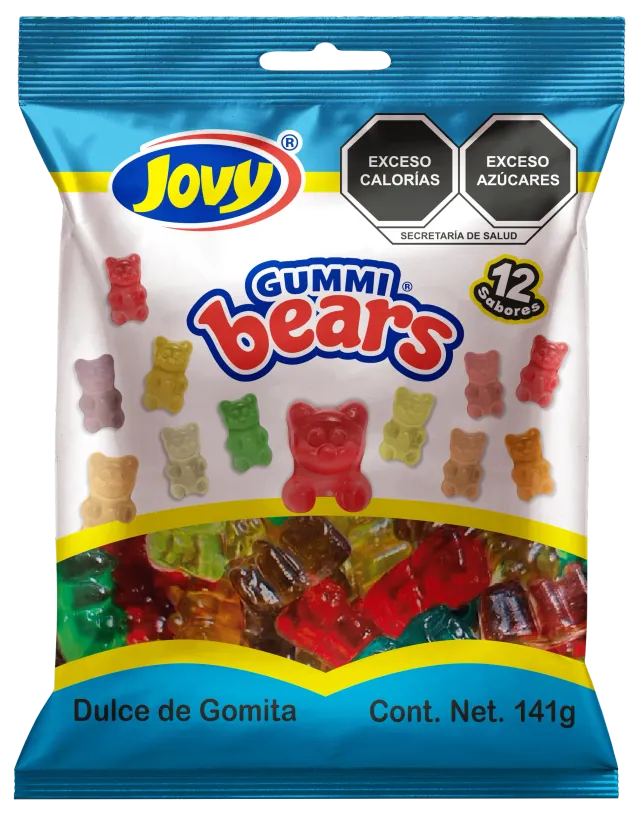 Jovy®
EXCESO
CALORÍAS
EXCESO
AZÚCARES
SECRETARÍA DE SALUD
GUMMI®
bears
12
Sabores
Dulce de Gomita
Cont. Net. 141g